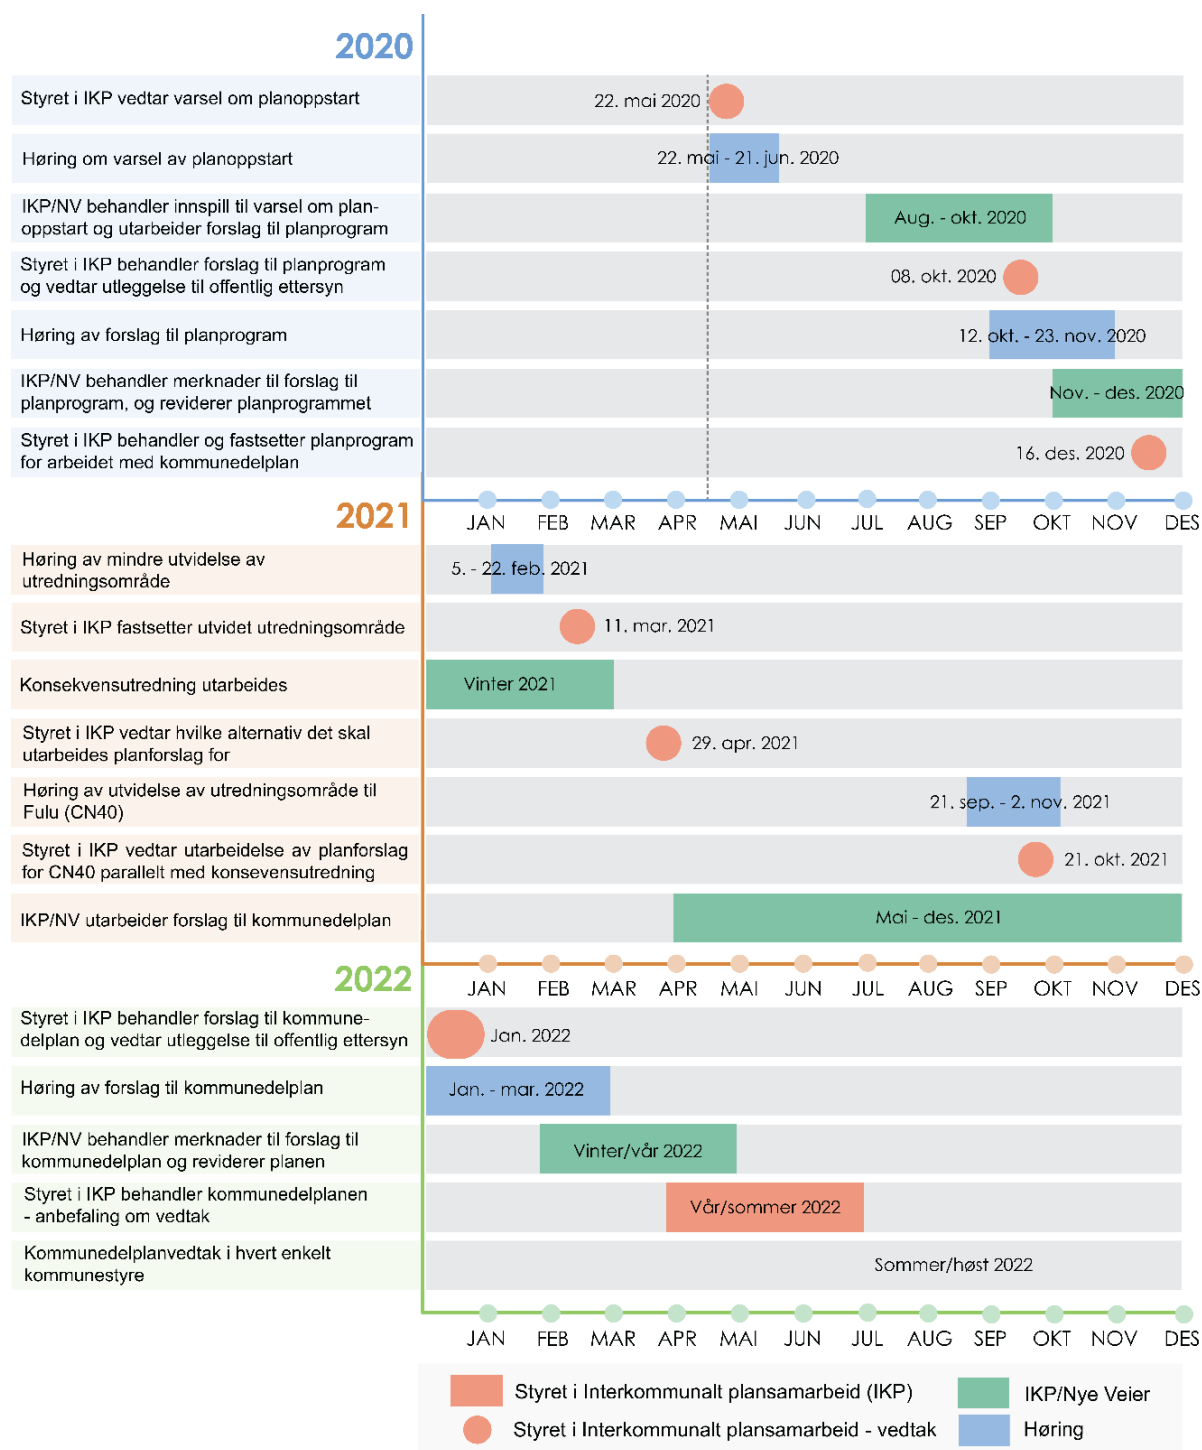 2020
Styret i IKP vedtar varsel om planoppstart
22. mai 2020
Høring om varsel av planoppstart
22. mai - 21. jun. 2020
IKP/NV behandler innspill til varsel om plan-
oppstart og utarbeider forslag til planprogram
Aug. - okt. 2020
Styret i IKP behandler forslag til planprogram
og vedtar utleggelse til offentlig ettersyn
08. okt. 2020
Høring av forslag til planprogram
12. okt. - 23. nov. 2020
IKP/NV behandler merknader til forslag til
planprogram, og reviderer planprogrammet
Nov. - des. 2020
Styret i IKP behandler og fastsetter planprogram
for arbeidet med kommunedelplan
16. des. 2020
JAN FEB MAR APR MAI JUN JUL AUG SEP OKT NOV DES
2021
Høring av mindre utvidelse av
utredningsområde
5. - 22. feb. 2021
Styret i IKP fastsetter utvidet utredningsområde
11. mar. 2021
Konsekvensutredning utarbeides
Vinter 2021
Styret i IKP vedtar hvilke alternativ det skal
utarbeides planforslag for
29. apr. 2021
Høring av utvidelse av utredningsområde til
Fulu (CN40)
21. sep. - 2. nov. 2021
Styret i IKP vedtar utarbeidelse av planforslag
for CN40 parallelt med konsevensutredning
21. okt. 2021
IKP/NV utarbeider forslag til kommunedelplan
Mai - des. 2021
JAN FEB MAR APR MAI JUN JUL AUG SEP OKT NOV DES
2022
Styret i IKP behandler forslag til kommune-
delplan og vedtar utleggelse til offentlig ettersyn
Jan. 2022
Høring av forslag til kommunedelplan
Jan. - mar. 2022
IKP/NV behandler merknader til forslag til
kommunedelplan og reviderer planen
Vinter/vår 2022
Styret i IKP behandler kommunedelplanen
- anbefaling om vedtak
Vår/sommer 2022
Kommunedelplanvedtak i hvert enkelt
kommunestyre
Sommer/høst 2022
JAN FEB MAR APR MAI JUN JUL AUG SEP OKT NOV DES
Styret i Interkommunalt plansamarbeid (IKP)
IKP/Nye Veier
Styret i Interkommunalt plansamarbeid - vedtak
Høring